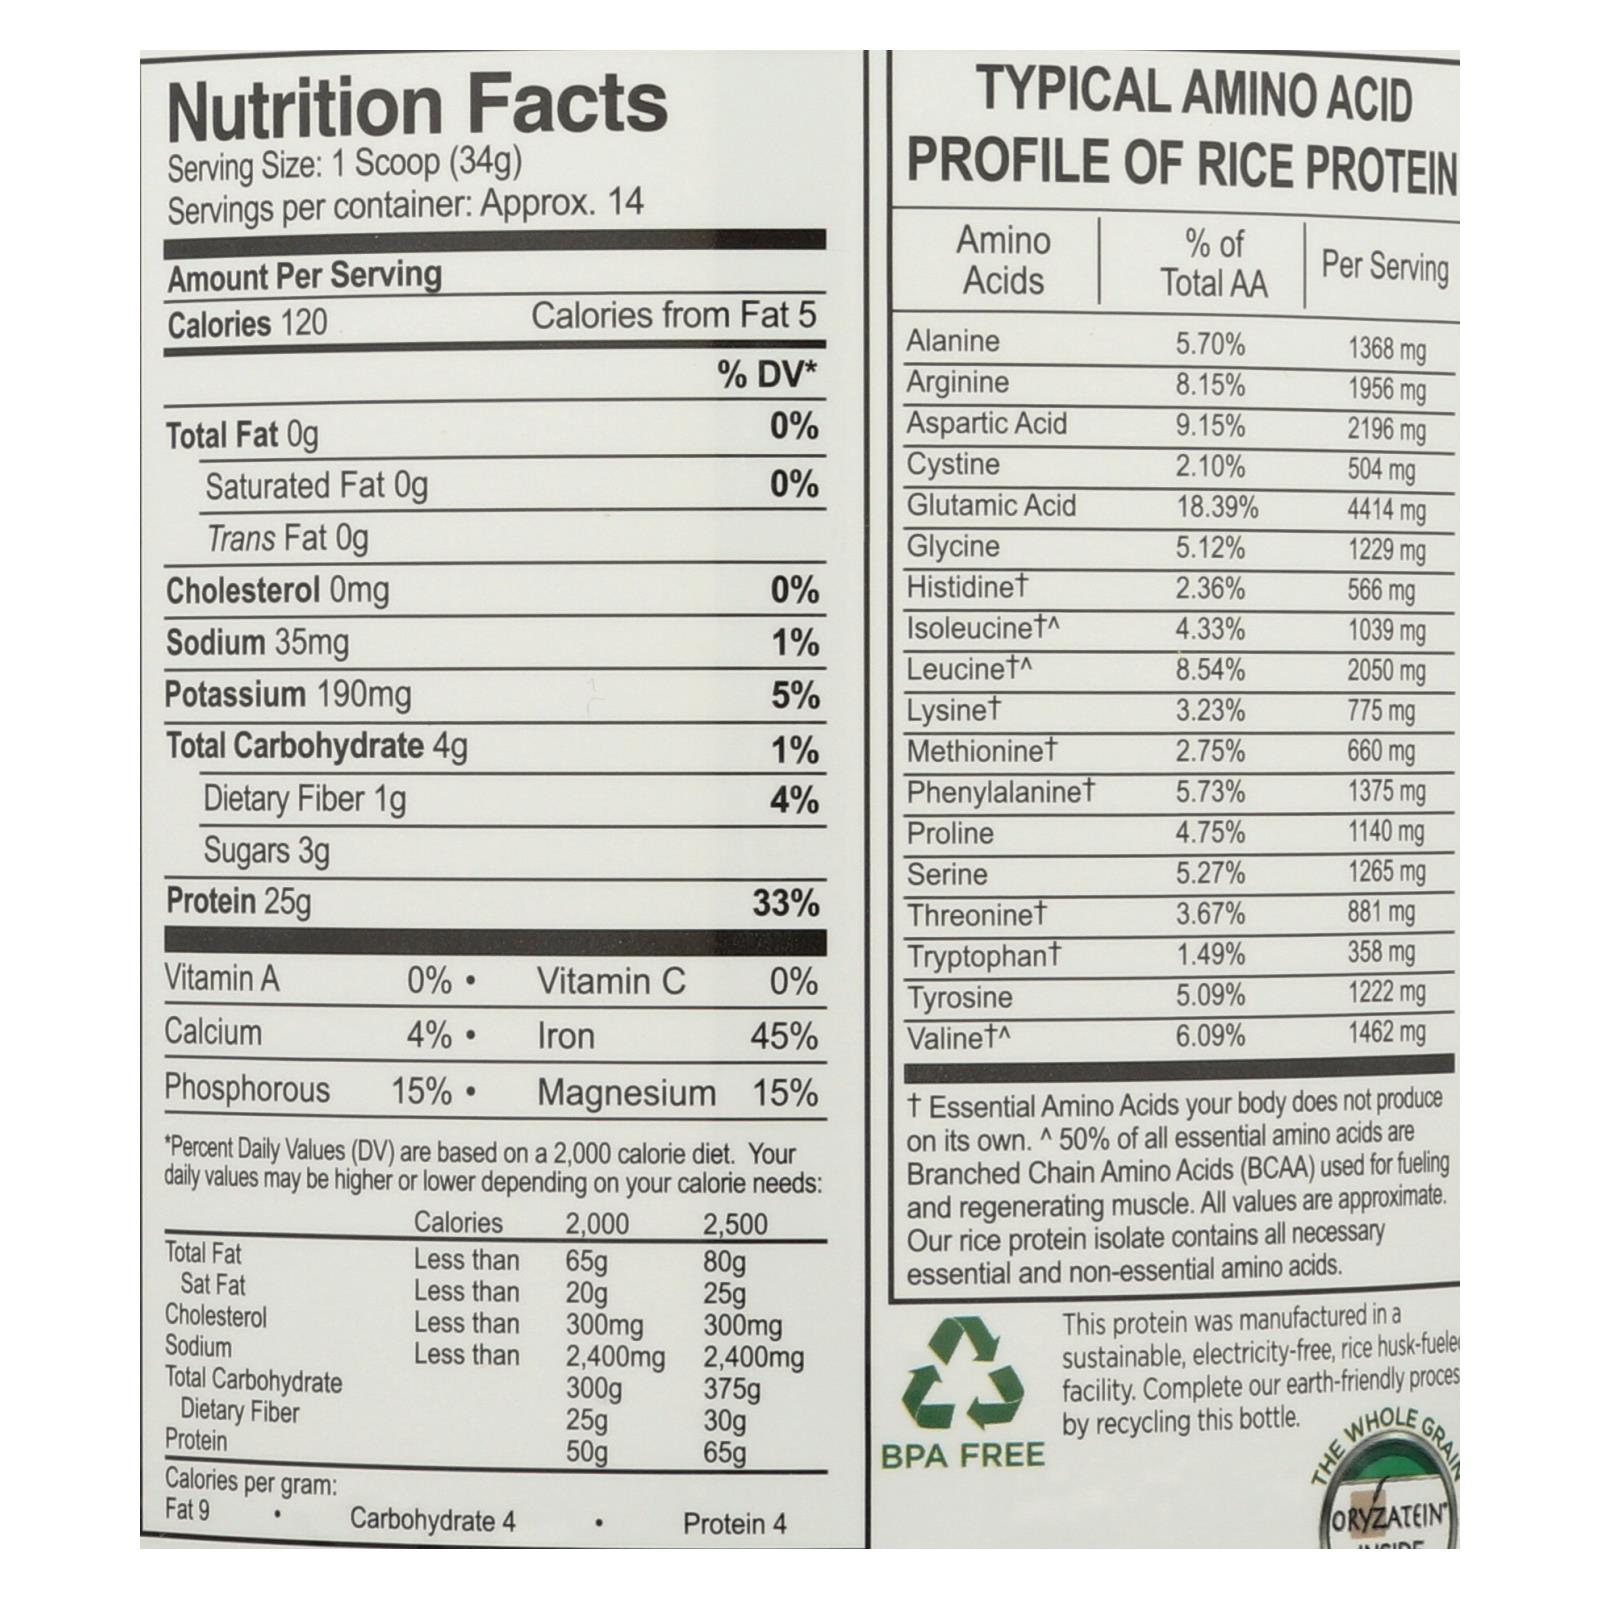 Nutrition Facts
Serving Size: 1 Scoop (34g)
Servings per container: Approx. 14
Amount Per Serving
Calories 120 Calories from Fat 5
% DV*
Total Fat 0g 0%
Saturated Fat 0g 0%
Trans Fat 0g
Cholesterol 0mg 0%
Sodium 35mg 1%
Potassium 190mg 5%
Total Carbohydrate 4g 1%
Dietary Fiber 1g 4%
Sugars 3g
Protein 25g 33%
Vitamin A 0% • Vitamin C 0%
Calcium 4% • Iron 45%
Phosphorous 15% • Magnesium 15%
*Percent Daily Values (DV) are based on a 2,000 calorie diet. Your
daily values may be higher or lower depending on your calorie needs:
Calories 2,000 2,500
Total Fat Less than 65g 80g
Sat Fat Less than 20g 25g
Cholesterol Less than 300mg 300mg
Sodium Less than 2,400mg 2,400mg
Total Carbohydrate 300g 375g
Dietary Fiber 25g 30g
Protein 50g 65g
Calories per gram:
Fat 9 • Carbohydrate 4 • Protein 4
TYPICAL AMINO ACID
PROFILE OF RICE PROTEIN
Amino Acids % of Total AA Per Serving
Alanine 5.70% 1368 mg
Arginine 8.15% 1956 mg
Aspartic Acid 9.15% 2196 mg
Cystine 2.10% 504 mg
Glutamic Acid 18.39% 4414 mg
Glycine 5.12% 1229 mg
Histidine† 2.36% 566 mg
Isoleucine†^ 4.33% 1039 mg
Leucine†^ 8.54% 2050 mg
Lysine† 3.23% 775 mg
Methionine† 2.75% 660 mg
Phenylalanine† 5.73% 1375 mg
Proline 4.75% 1140 mg
Serine 5.27% 1265 mg
Threonine† 3.67% 881 mg
Tryptophan† 1.49% 358 mg
Tyrosine 5.09% 1222 mg
Valine†^ 6.09% 1462 mg
† Essential Amino Acids your body does not produce
on its own. ^ 50% of all essential amino acids are
Branched Chain Amino Acids (BCAA) used for fueling
and regenerating muscle. All values are approximate.
Our rice protein isolate contains all necessary
essential and non-essential amino acids.
BPA FREE
This protein was manufactured in a
sustainable, electricity-free, rice husk-fuele
facility. Complete our earth-friendly proces
by recycling this bottle.
THE WHOLE GRAIN
ORYZATEIN
INSIDE